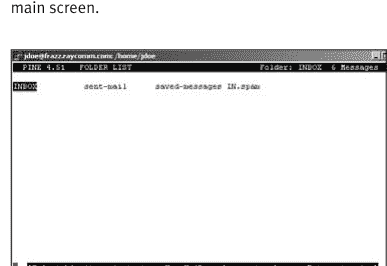 main screen.
jdoe@frazz.raycomm.com: /home/jdoe
PINE 4.51 FOLDER LIST Folder: INBOX 6 Messages
INBOX sent-mail saved-messages IN.spam